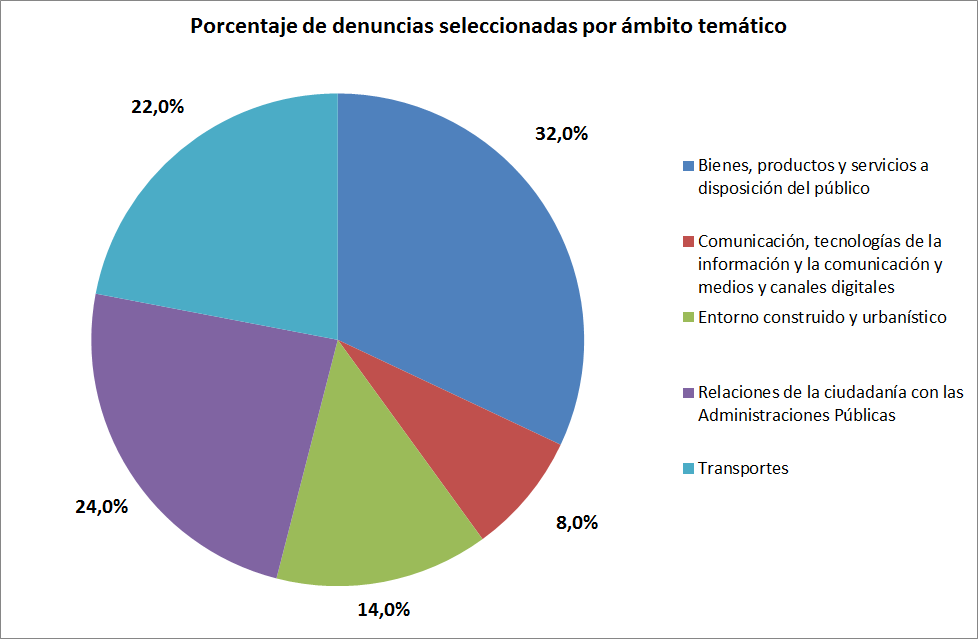 Porcentaje de denuncias seleccionadas por ámbito temático
22,0%
32,0%
24,0%
8,0%
14,0%
Bienes, productos y servicios a
disposición del público
Comunicación, tecnologías de la
información y la comunicación y
medios y canales digitales
Entorno construido y urbanístico
Relaciones de la ciudadanía con las
Administraciones Públicas
Transportes